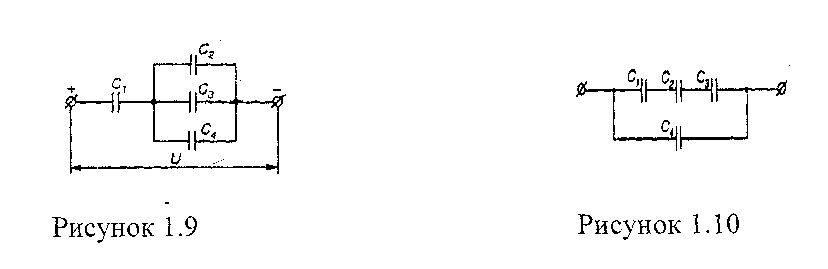 C₂
+ C₁ C₃ −
C₄
U
C₁ C₂ C₃
C₄
Рисунок 1.9
Рисунок 1.10